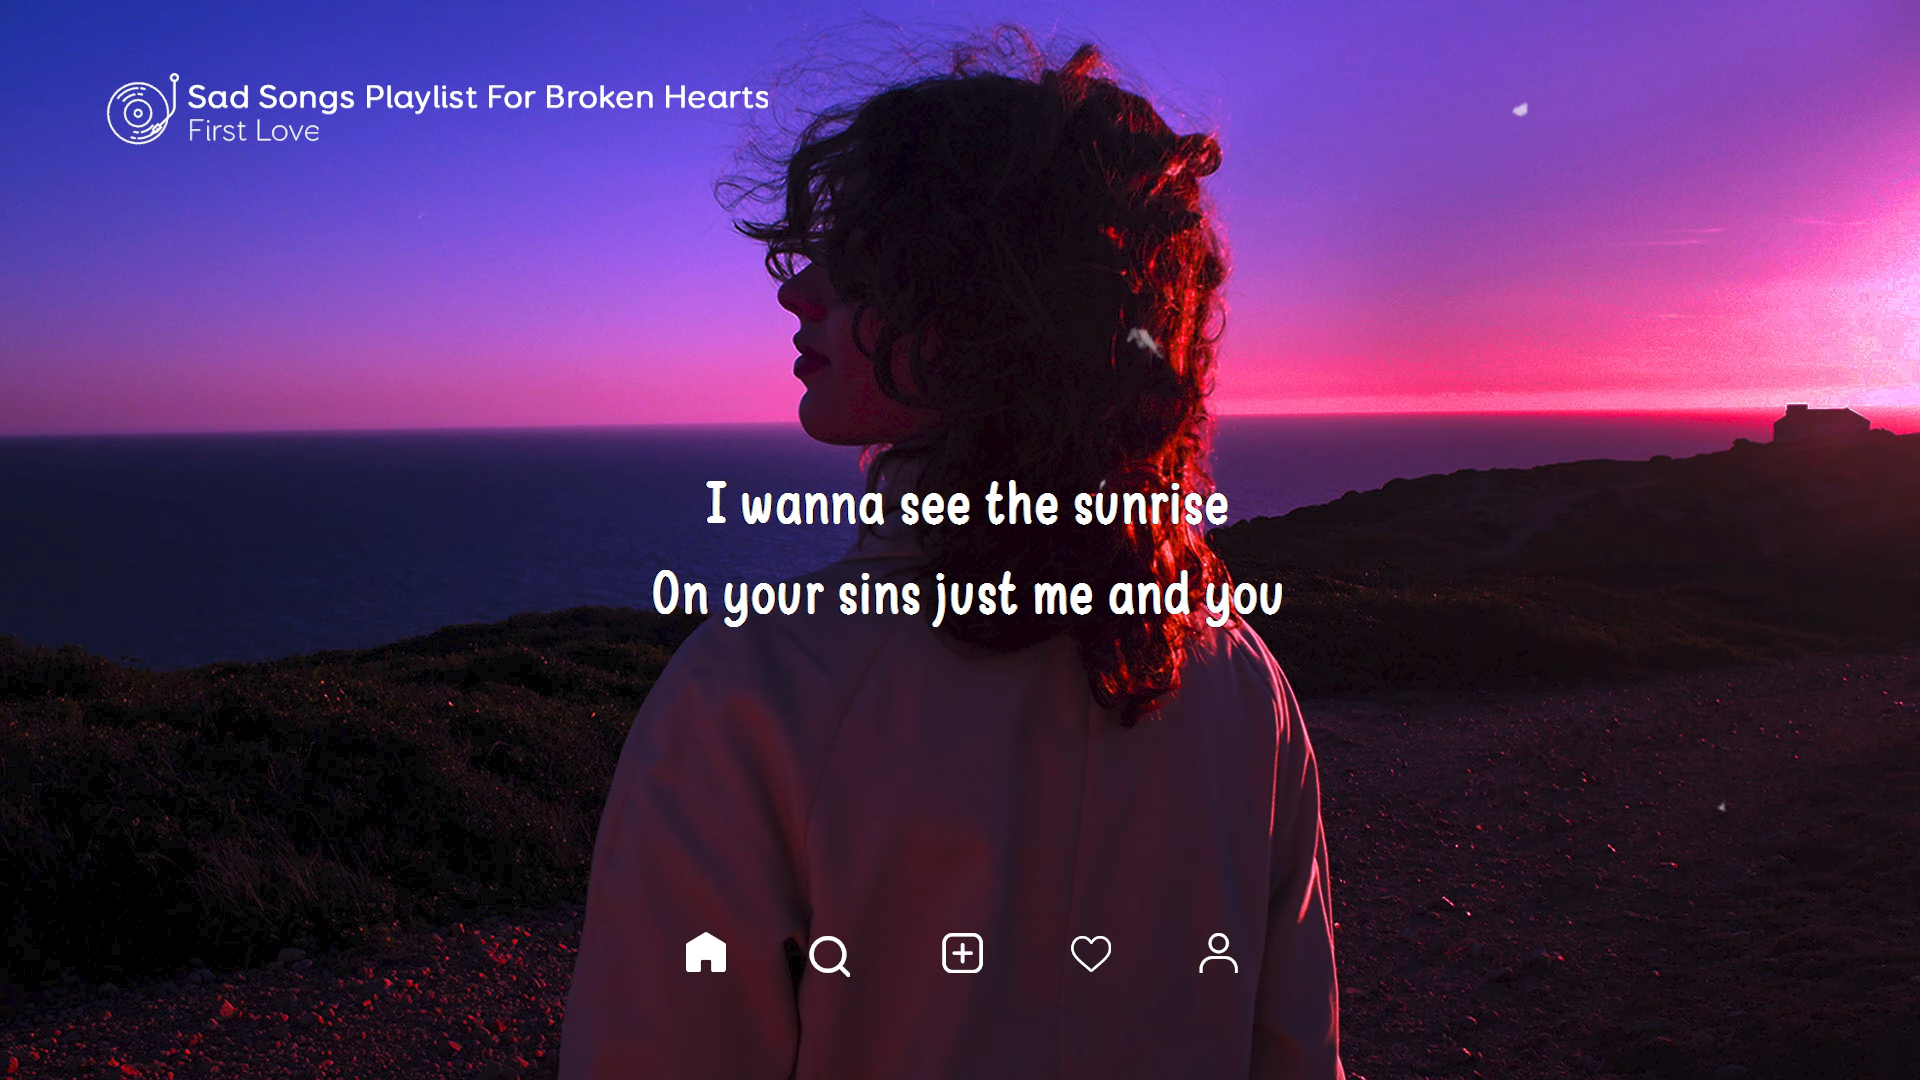 Sad Songs Playlist For Broken Hearts
First Love
I wanna see the sunrise
On your sins just me and you